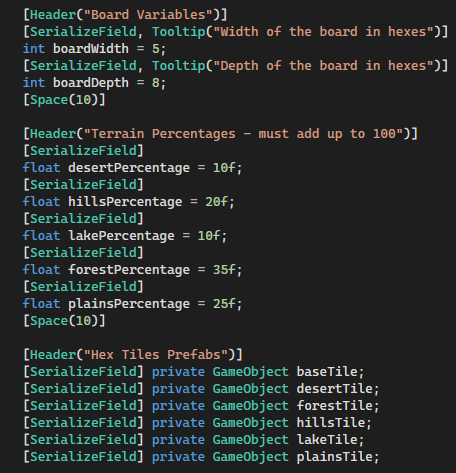 [Header("Board Variables")]
[SerializeField, Tooltip("Width of the board in hexes")]
int boardWidth = 5;
[SerializeField, Tooltip("Depth of the board in hexes")]
int boardDepth = 8;
[Space(10)]
[Header("Terrain Percentages - must add up to 100")]
[SerializeField]
float desertPercentage = 10f;
[SerializeField]
float hillsPercentage = 20f;
[SerializeField]
float lakePercentage = 10f;
[SerializeField]
float forestPercentage = 35f;
[SerializeField]
float plainsPercentage = 25f;
[Space(10)]
[Header("Hex Tiles Prefabs")]
[SerializeField] private GameObject baseTile;
[SerializeField] private GameObject desertTile;
[SerializeField] private GameObject forestTile;
[SerializeField] private GameObject hillsTile;
[SerializeField] private GameObject lakeTile;
[SerializeField] private GameObject plainsTile;